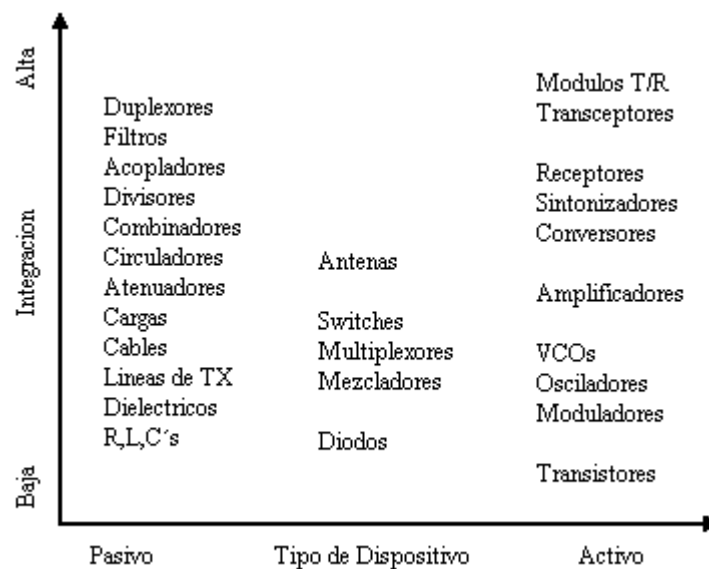 Alta
Integracion
Baja
Duplexores
Filtros
Acopladores
Divisores
Combinadores
Circuladores
Atenuadores
Cargas
Cables
Lineas de TX
Dielectricos
R,L,C´s
Antenas
Switches
Multiplexores
Mezcladores
Diodos
Modulos T/R
Transceptores
Receptores
Sintonizadores
Conversores
Amplificadores
VCOs
Osciladores
Moduladores
Transistores
Pasivo
Tipo de Dispositivo
Activo